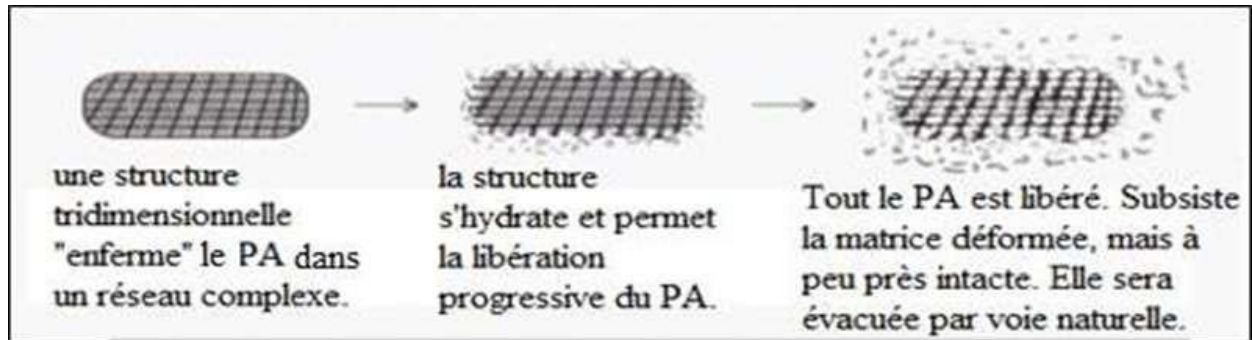 une structure
tridimensionnelle
"enferme" le PA dans
un réseau complexe.
la structure
s'hydrate et permet
la libération
progressive du PA.
Tout le PA est libéré. Subsiste
la matrice déformée, mais à
peu près intacte. Elle sera
évacuée par voie naturelle.